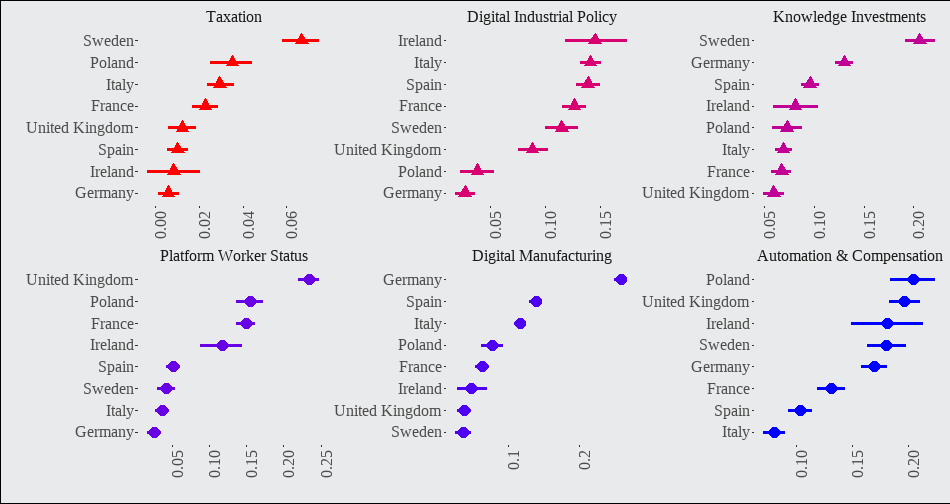 Taxation
Sweden
Poland
Italy
France
United Kingdom
Spain
Ireland
Germany
0.00
0.02
0.04
0.06
Digital Industrial Policy
Ireland
Italy
Spain
France
Sweden
United Kingdom
Poland
Germany
0.05
0.10
0.15
Knowledge Investments
Sweden
Germany
Spain
Ireland
Poland
Italy
France
United Kingdom
0.05
0.10
0.15
0.20
Platform Worker Status
United Kingdom
Poland
France
Ireland
Spain
Sweden
Italy
Germany
0.05
0.10
0.15
0.20
0.25
Digital Manufacturing
Germany
Spain
Italy
Poland
France
Ireland
United Kingdom
Sweden
0.1
0.2
Automation & Compensation
Poland
United Kingdom
Ireland
Sweden
Germany
France
Spain
Italy
0.10
0.15
0.20